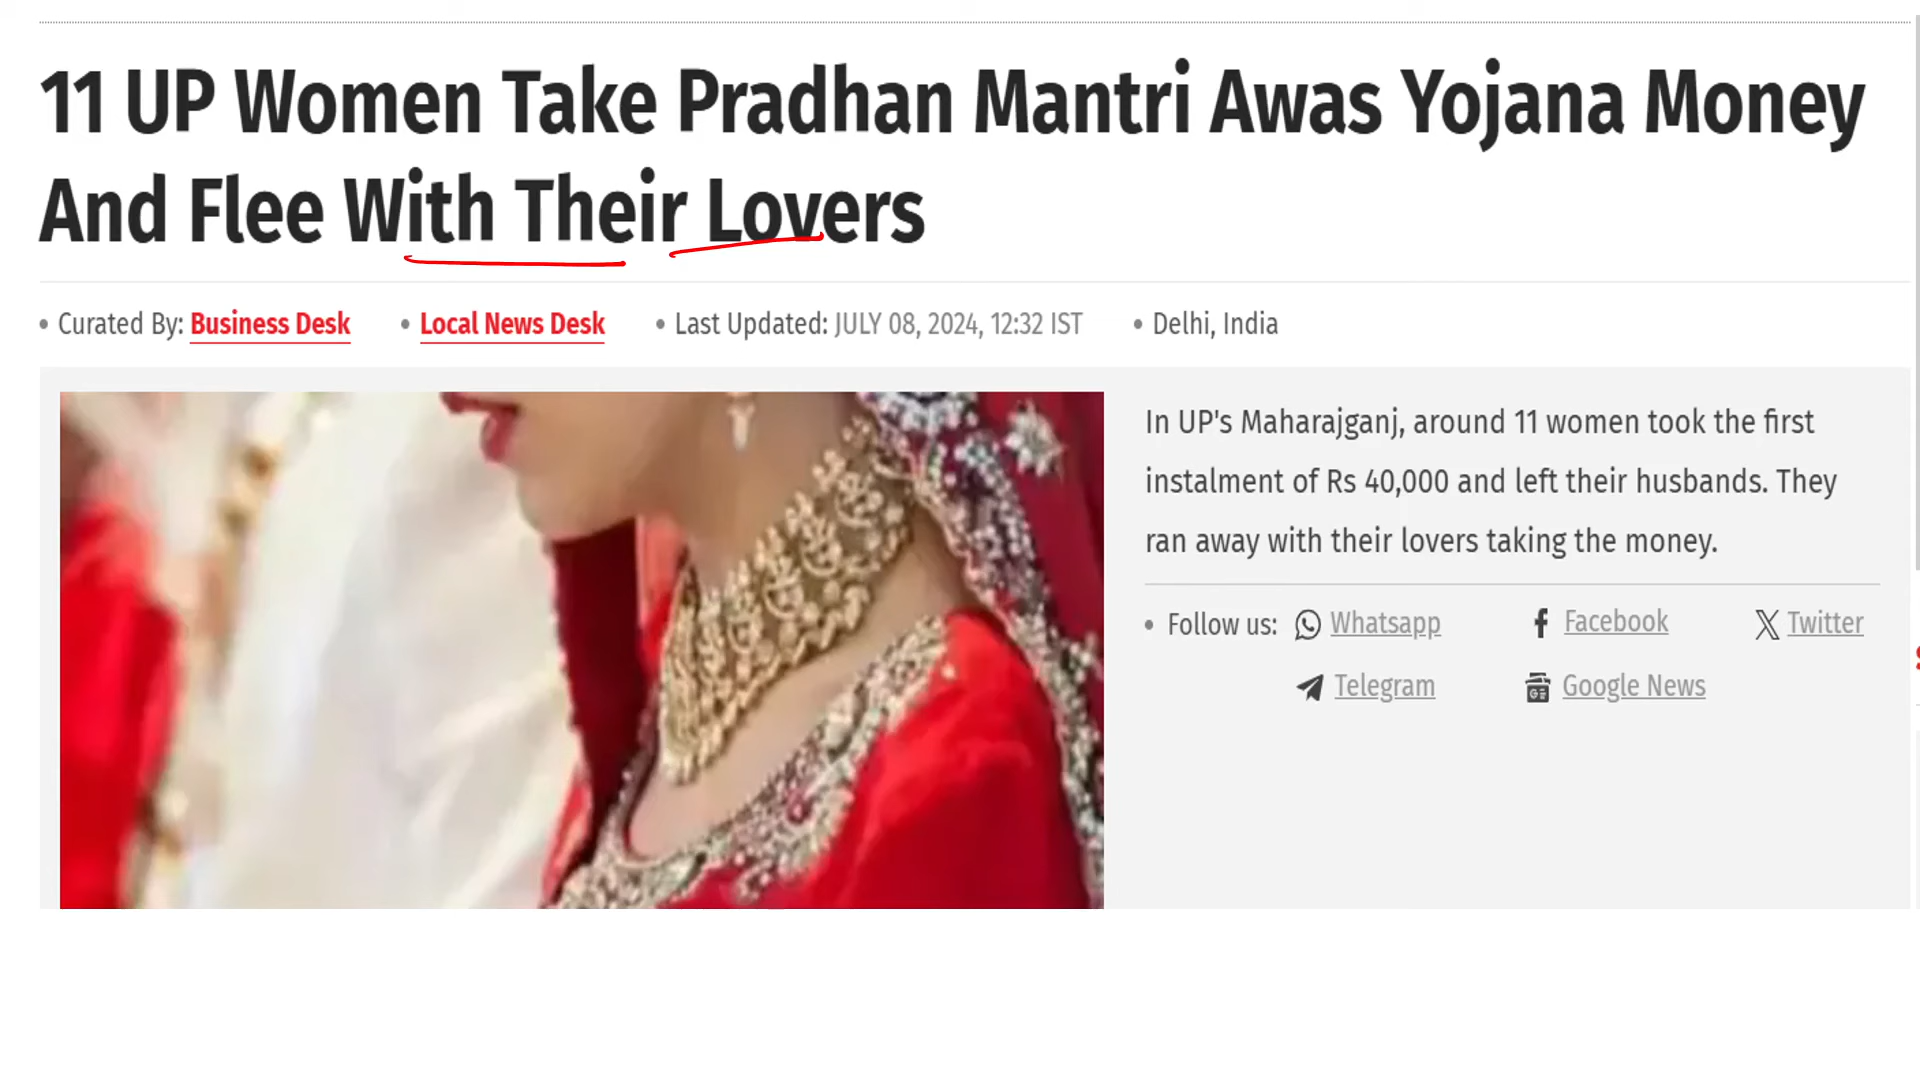 11 UP Women Take Pradhan Mantri Awas Yojana Money
And Flee With Their Lovers
Curated By: Business Desk
Local News Desk
Last Updated: JULY 08, 2024, 12:32 IST
Delhi, India
In UP's Maharajganj, around 11 women took the first
instalment of Rs 40,000 and left their husbands. They
ran away with their lovers taking the money.
Follow us: Whatsapp Facebook Twitter
Telegram Google News